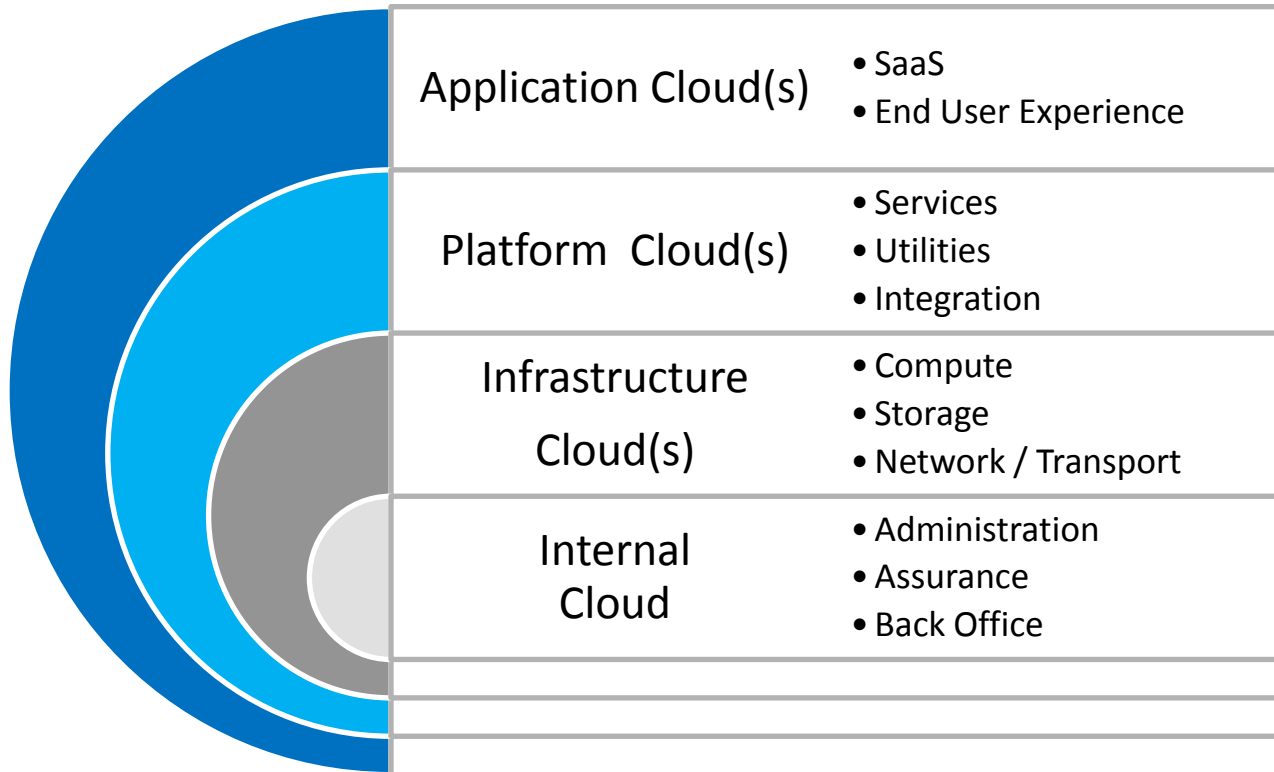 Application Cloud(s)
• SaaS
• End User Experience
Platform  Cloud(s)
• Services
• Utilities
• Integration
Infrastructure
Cloud(s)
• Compute
• Storage
• Network / Transport
Internal
Cloud
• Administration
• Assurance
• Back Office